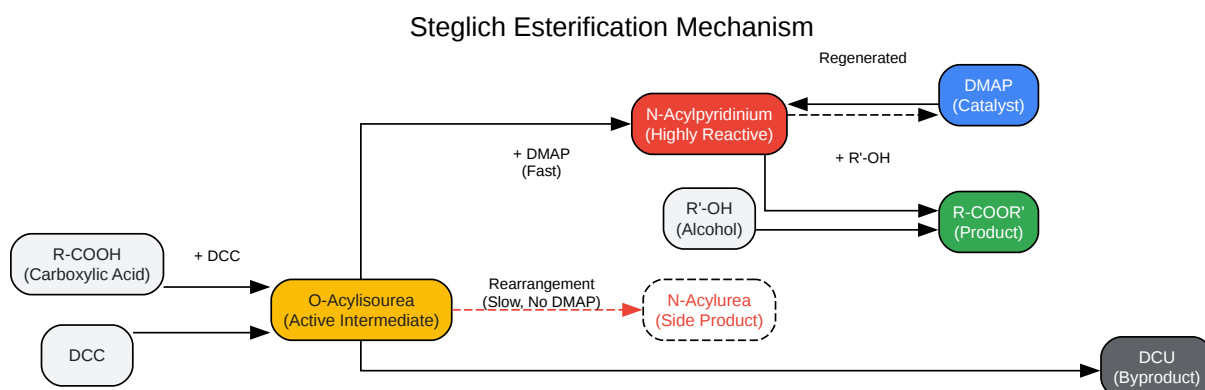 Steglich Esterification Mechanism
Regenerated
DMAP
(Catalyst)
N-Acylpyridinium
(Highly Reactive)
+ DMAP
(Fast)
+ R'-OH
R'-OH
(Alcohol)
R-COOR'
(Product)
R-COOH
(Carboxylic Acid)
+ DCC
O-Acylisourea
(Active Intermediate)
Rearrangement
(Slow, No DMAP)
N-Acylurea
(Side Product)
DCC
DCU
(Byproduct)